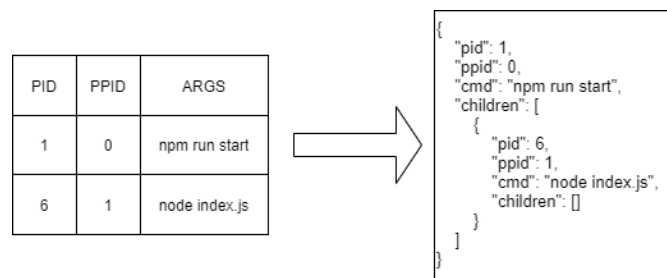 PID PPID ARGS
1 0 npm run start
6 1 node index.js
{
"pid": 1,
"ppid": 0,
"cmd": "npm run start",
"children": [
{
"pid": 6,
"ppid": 1,
"cmd": "node index.js",
"children": []
}
]
}